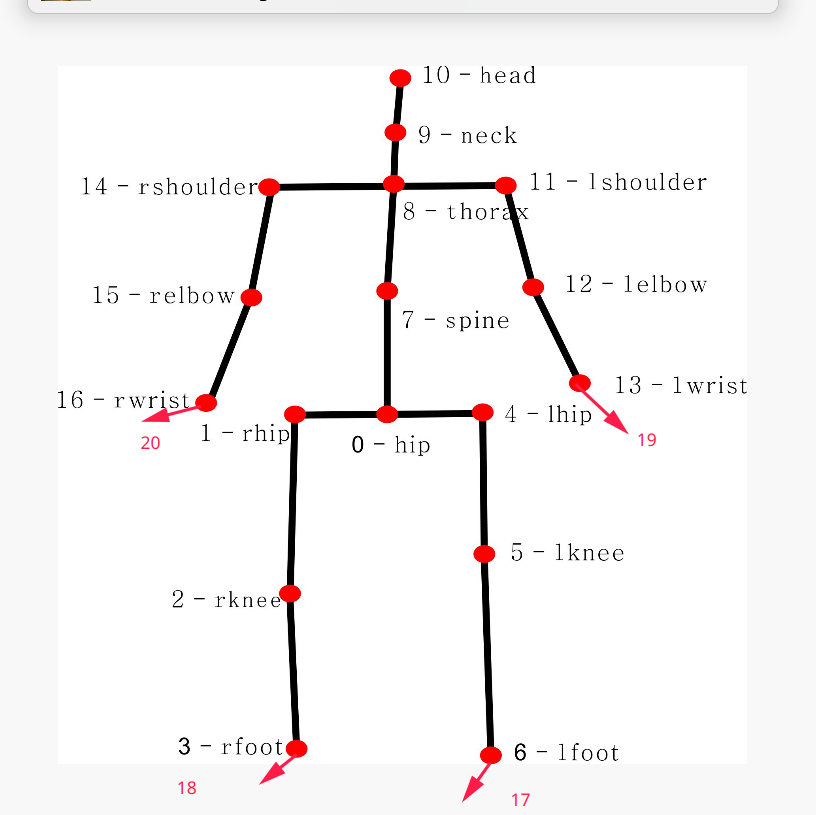 10 - head
9 - neck
14 - rshoulder
11 - lshoulder
8 - thorax
15 - relbow
12 - lelbow
7 - spine
16 - rwrist
13 - lwrist
20
1 - rhip
0 - hip
4 - lhip
19
5 - lknee
2 - rknee
3 - rfoot
6 - lfoot
18
17